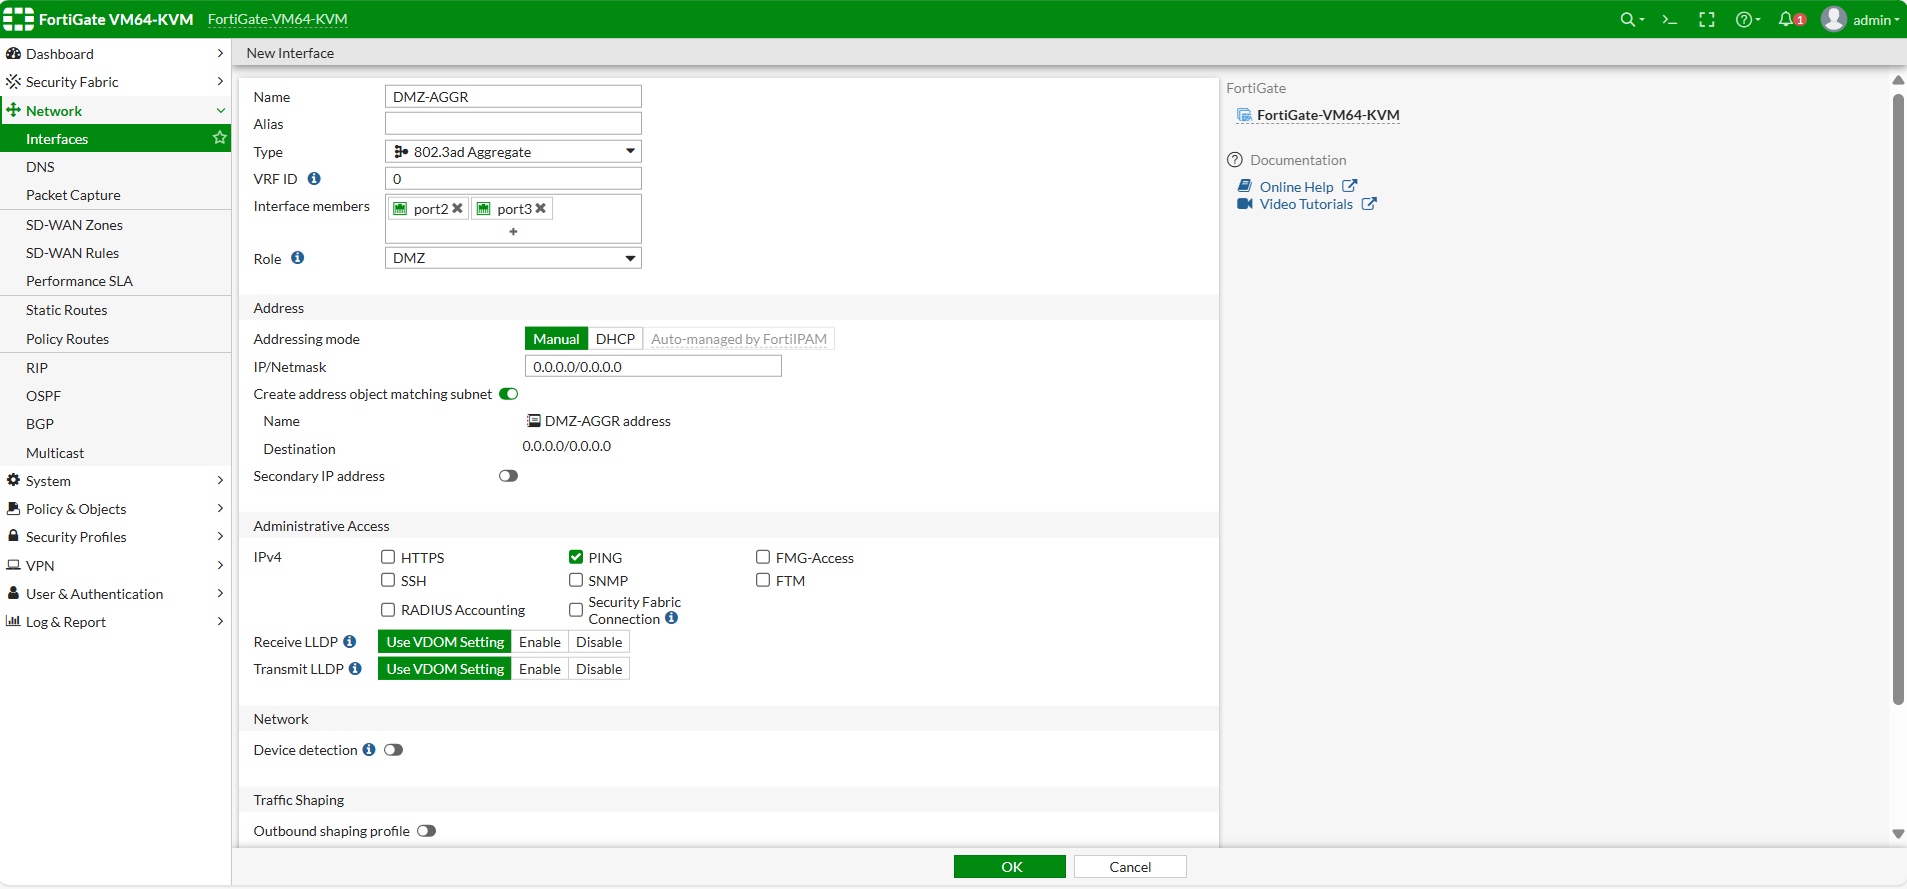 FortiGate VM64-KVM FortiGate-VM64-KVM 1 admin
Dashboard
Security Fabric
Network
Interfaces
DNS
Packet Capture
SD-WAN Zones
SD-WAN Rules
Performance SLA
Static Routes
Policy Routes
RIP
OSPF
BGP
Multicast
System
Policy & Objects
Security Profiles
VPN
User & Authentication
Log & Report
New Interface
Name DMZ-AGGR
Alias
Type 802.3ad Aggregate
VRF ID 0
Interface members port2 port3
+
Role DMZ
Address
Addressing mode Manual DHCP Auto-managed by FortiIPAM
IP/Netmask 0.0.0.0/0.0.0.0
Create address object matching subnet
Name DMZ-AGGR address
Destination 0.0.0.0/0.0.0.0
Secondary IP address
Administrative Access
IPv4 HTTPS PING FMG-Access
SSH SNMP FTM
RADIUS Accounting Security Fabric
Connection
Receive LLDP Use VDOM Setting Enable Disable
Transmit LLDP Use VDOM Setting Enable Disable
Network
Device detection
Traffic Shaping
Outbound shaping profile
OK Cancel
FortiGate
FortiGate-VM64-KVM
Documentation
Online Help
Video Tutorials